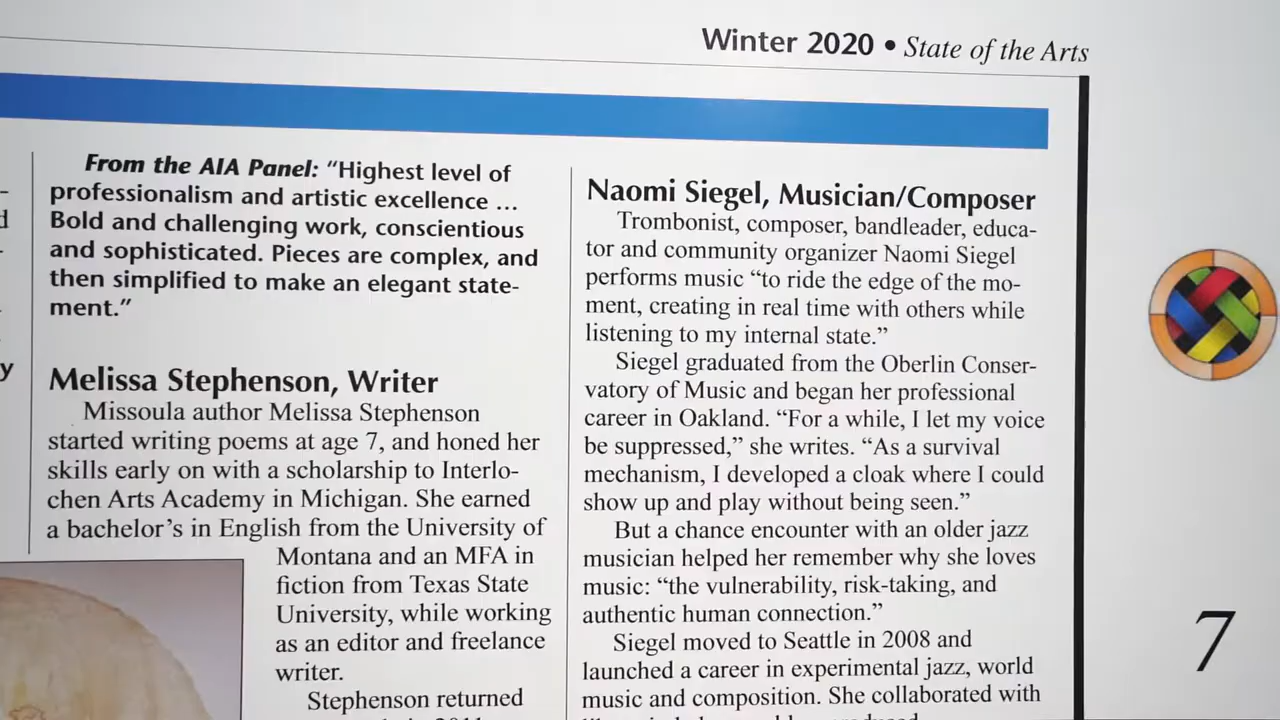 Winter 2020 • State of the Arts
From the AIA Panel: “Highest level of
professionalism and artistic excellence ...
Bold and challenging work, conscientious
and sophisticated. Pieces are complex, and
then simplified to make an elegant state-
ment.”
Melissa Stephenson, Writer
Missoula author Melissa Stephenson
started writing poems at age 7, and honed her
skills early on with a scholarship to Interlo-
chen Arts Academy in Michigan. She earned
a bachelor’s in English from the University of
Montana and an MFA in
fiction from Texas State
University, while working
as an editor and freelance
writer.
Stephenson returned
Naomi Siegel, Musician/Composer
Trombonist, composer, bandleader, educa-
tor and community organizer Naomi Siegel
performs music “to ride the edge of the mo-
ment, creating in real time with others while
listening to my internal state.”
Siegel graduated from the Oberlin Conser-
vatory of Music and began her professional
career in Oakland. “For a while, I let my voice
be suppressed,” she writes. “As a survival
mechanism, I developed a cloak where I could
show up and play without being seen.”
But a chance encounter with an older jazz
musician helped her remember why she loves
music: “the vulnerability, risk-taking, and
authentic human connection.”
Siegel moved to Seattle in 2008 and
launched a career in experimental jazz, world
music and composition. She collaborated with
7